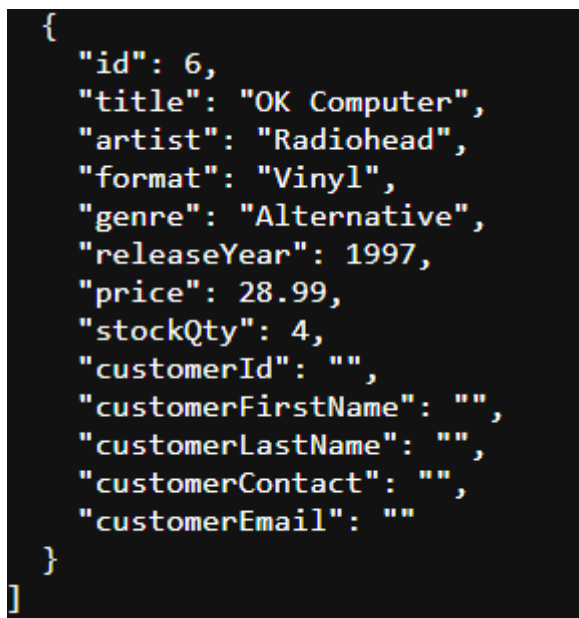 {
"id": 6,
"title": "OK Computer",
"artist": "Radiohead",
"format": "Vinyl",
"genre": "Alternative",
"releaseYear": 1997,
"price": 28.99,
"stockQty": 4,
"customerId": "",
"customerFirstName": "",
"customerLastName": "",
"customerContact": "",
"customerEmail": ""
}
]